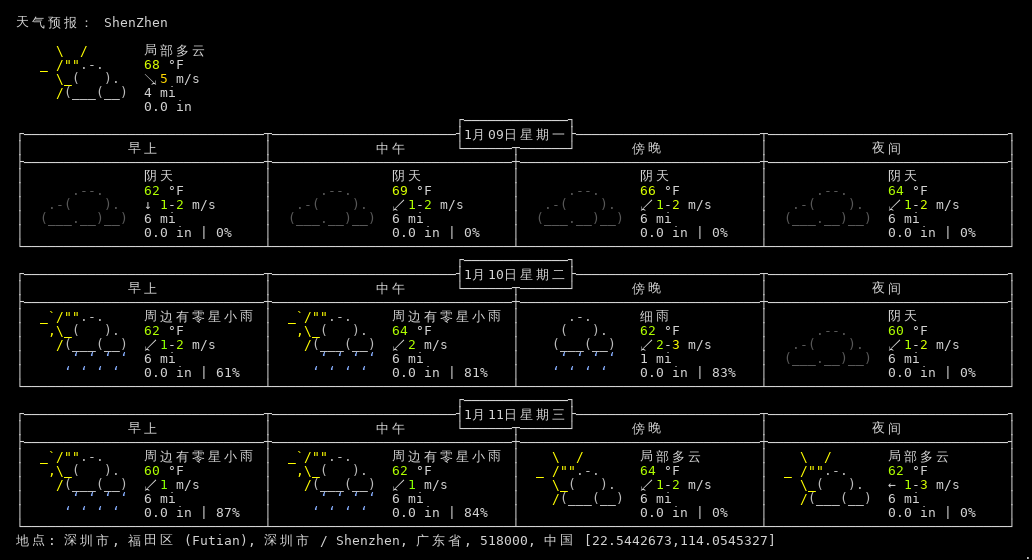 天气预报： ShenZhen
局部多云
68 °F
↘5 m/s
4 mi
0.0 in
1月09日星期一
早上 中午 傍晚 夜间
阴天 阴天 阴天 阴天
62 °F 69 °F 66 °F 64 °F
↓ 1-2 m/s ↙1-2 m/s ↙1-2 m/s ↙1-2 m/s
6 mi 6 mi 6 mi 6 mi
0.0 in | 0% 0.0 in | 0% 0.0 in | 0% 0.0 in | 0%
1月10日星期二
早上 中午 傍晚 夜间
周边有零星小雨 周边有零星小雨 细雨 阴天
62 °F 64 °F 62 °F 60 °F
↙1-2 m/s ↙2 m/s ↙2-3 m/s ↙1-2 m/s
6 mi 6 mi 1 mi 6 mi
0.0 in | 61% 0.0 in | 81% 0.0 in | 83% 0.0 in | 0%
1月11日星期三
早上 中午 傍晚 夜间
周边有零星小雨 周边有零星小雨 局部多云 局部多云
60 °F 62 °F 64 °F 62 °F
↙1 m/s ↙1 m/s ↙1-2 m/s ← 1-3 m/s
6 mi 6 mi 6 mi 6 mi
0.0 in | 87% 0.0 in | 84% 0.0 in | 0% 0.0 in | 0%
地点: 深圳市, 福田区 (Futian), 深圳市 / Shenzhen, 广东省, 518000, 中国 [22.5442673,114.0545327]